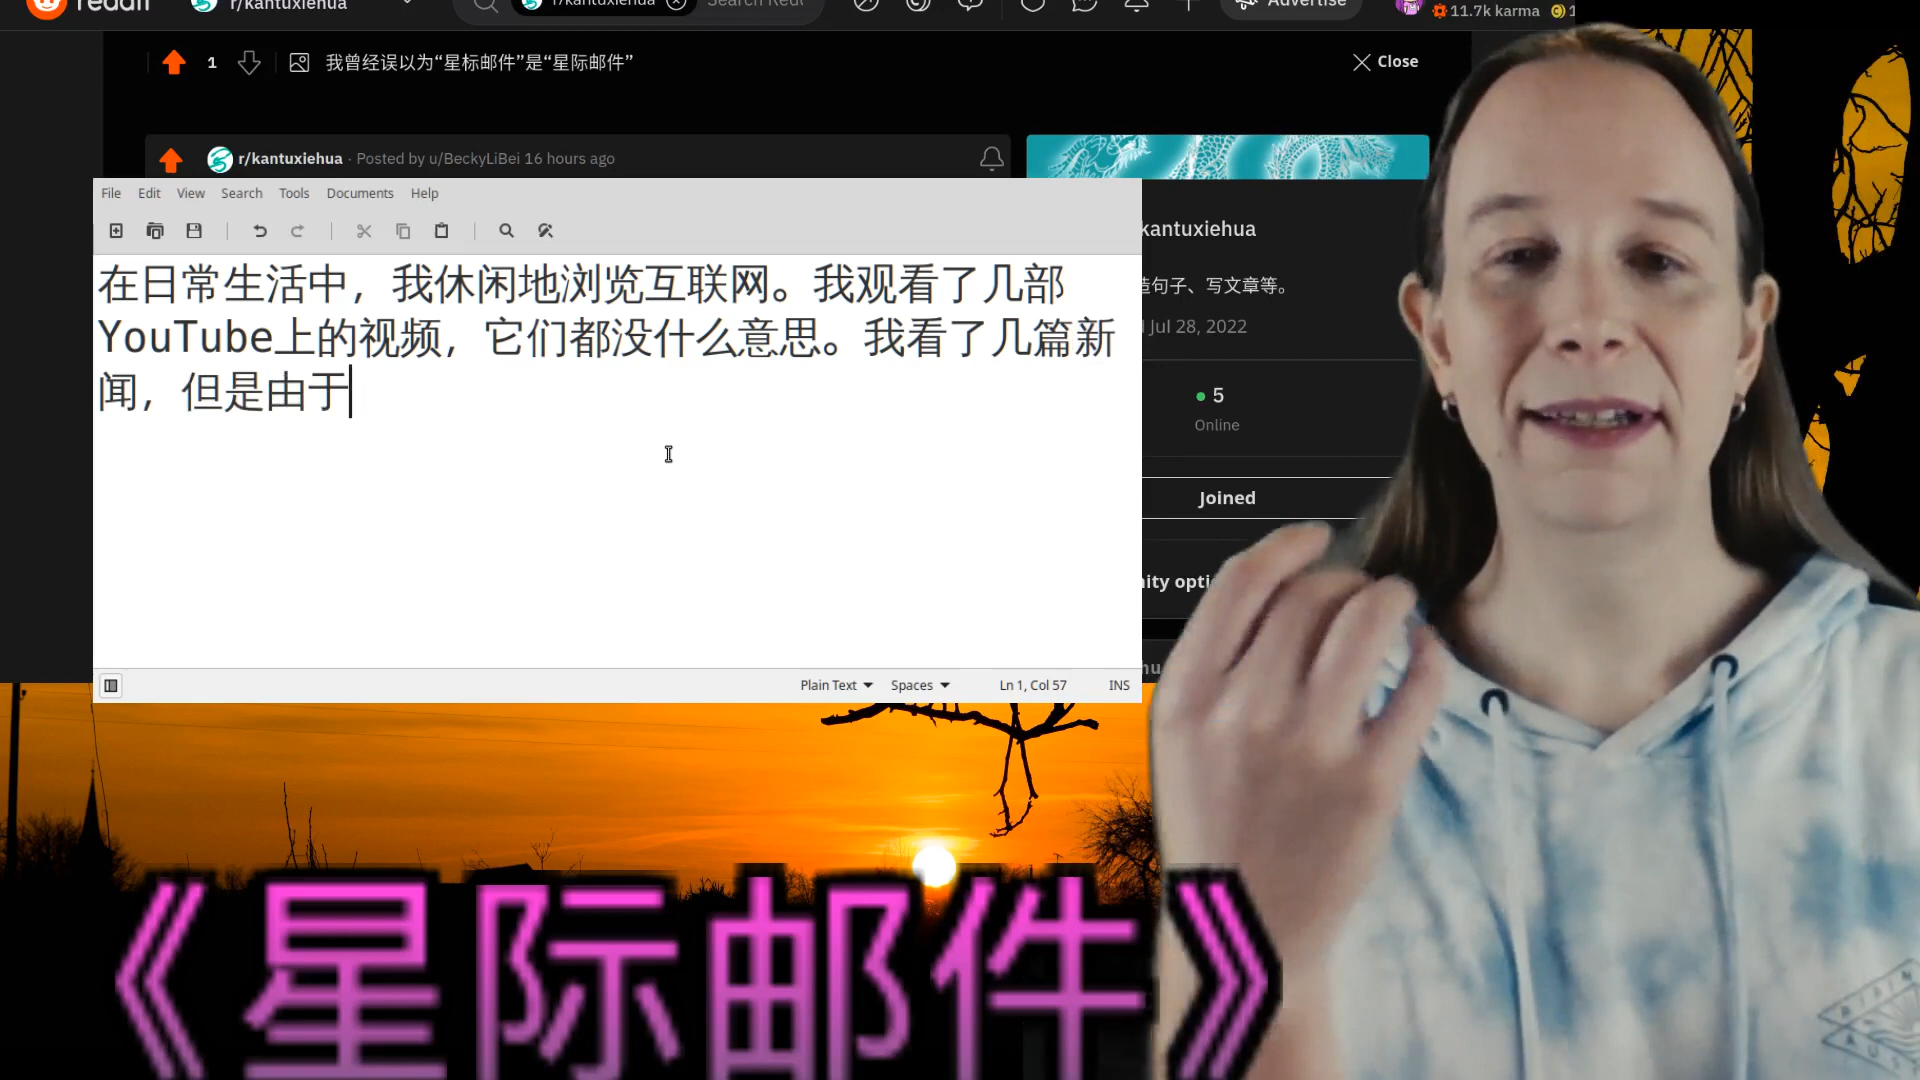 reddit
r/kantuxiehua
r/kantuxiehua
Advertise
11.7k karma
1
我曾经误以为“星标邮件”是“星际邮件”
Close
r/kantuxiehua · Posted by u/BeckyLiBei 16 hours ago
File Edit View Search Tools Documents Help
在日常生活中，我休闲地浏览互联网。我观看了几部
YouTube上的视频，它们都没什么意思。我看了几篇新
闻，但是由于
kantuxiehua
造句子、写文章等。
Jul 28, 2022
5
Online
Joined
Plain Text Spaces Ln 1, Col 57 INS
《星际邮件》